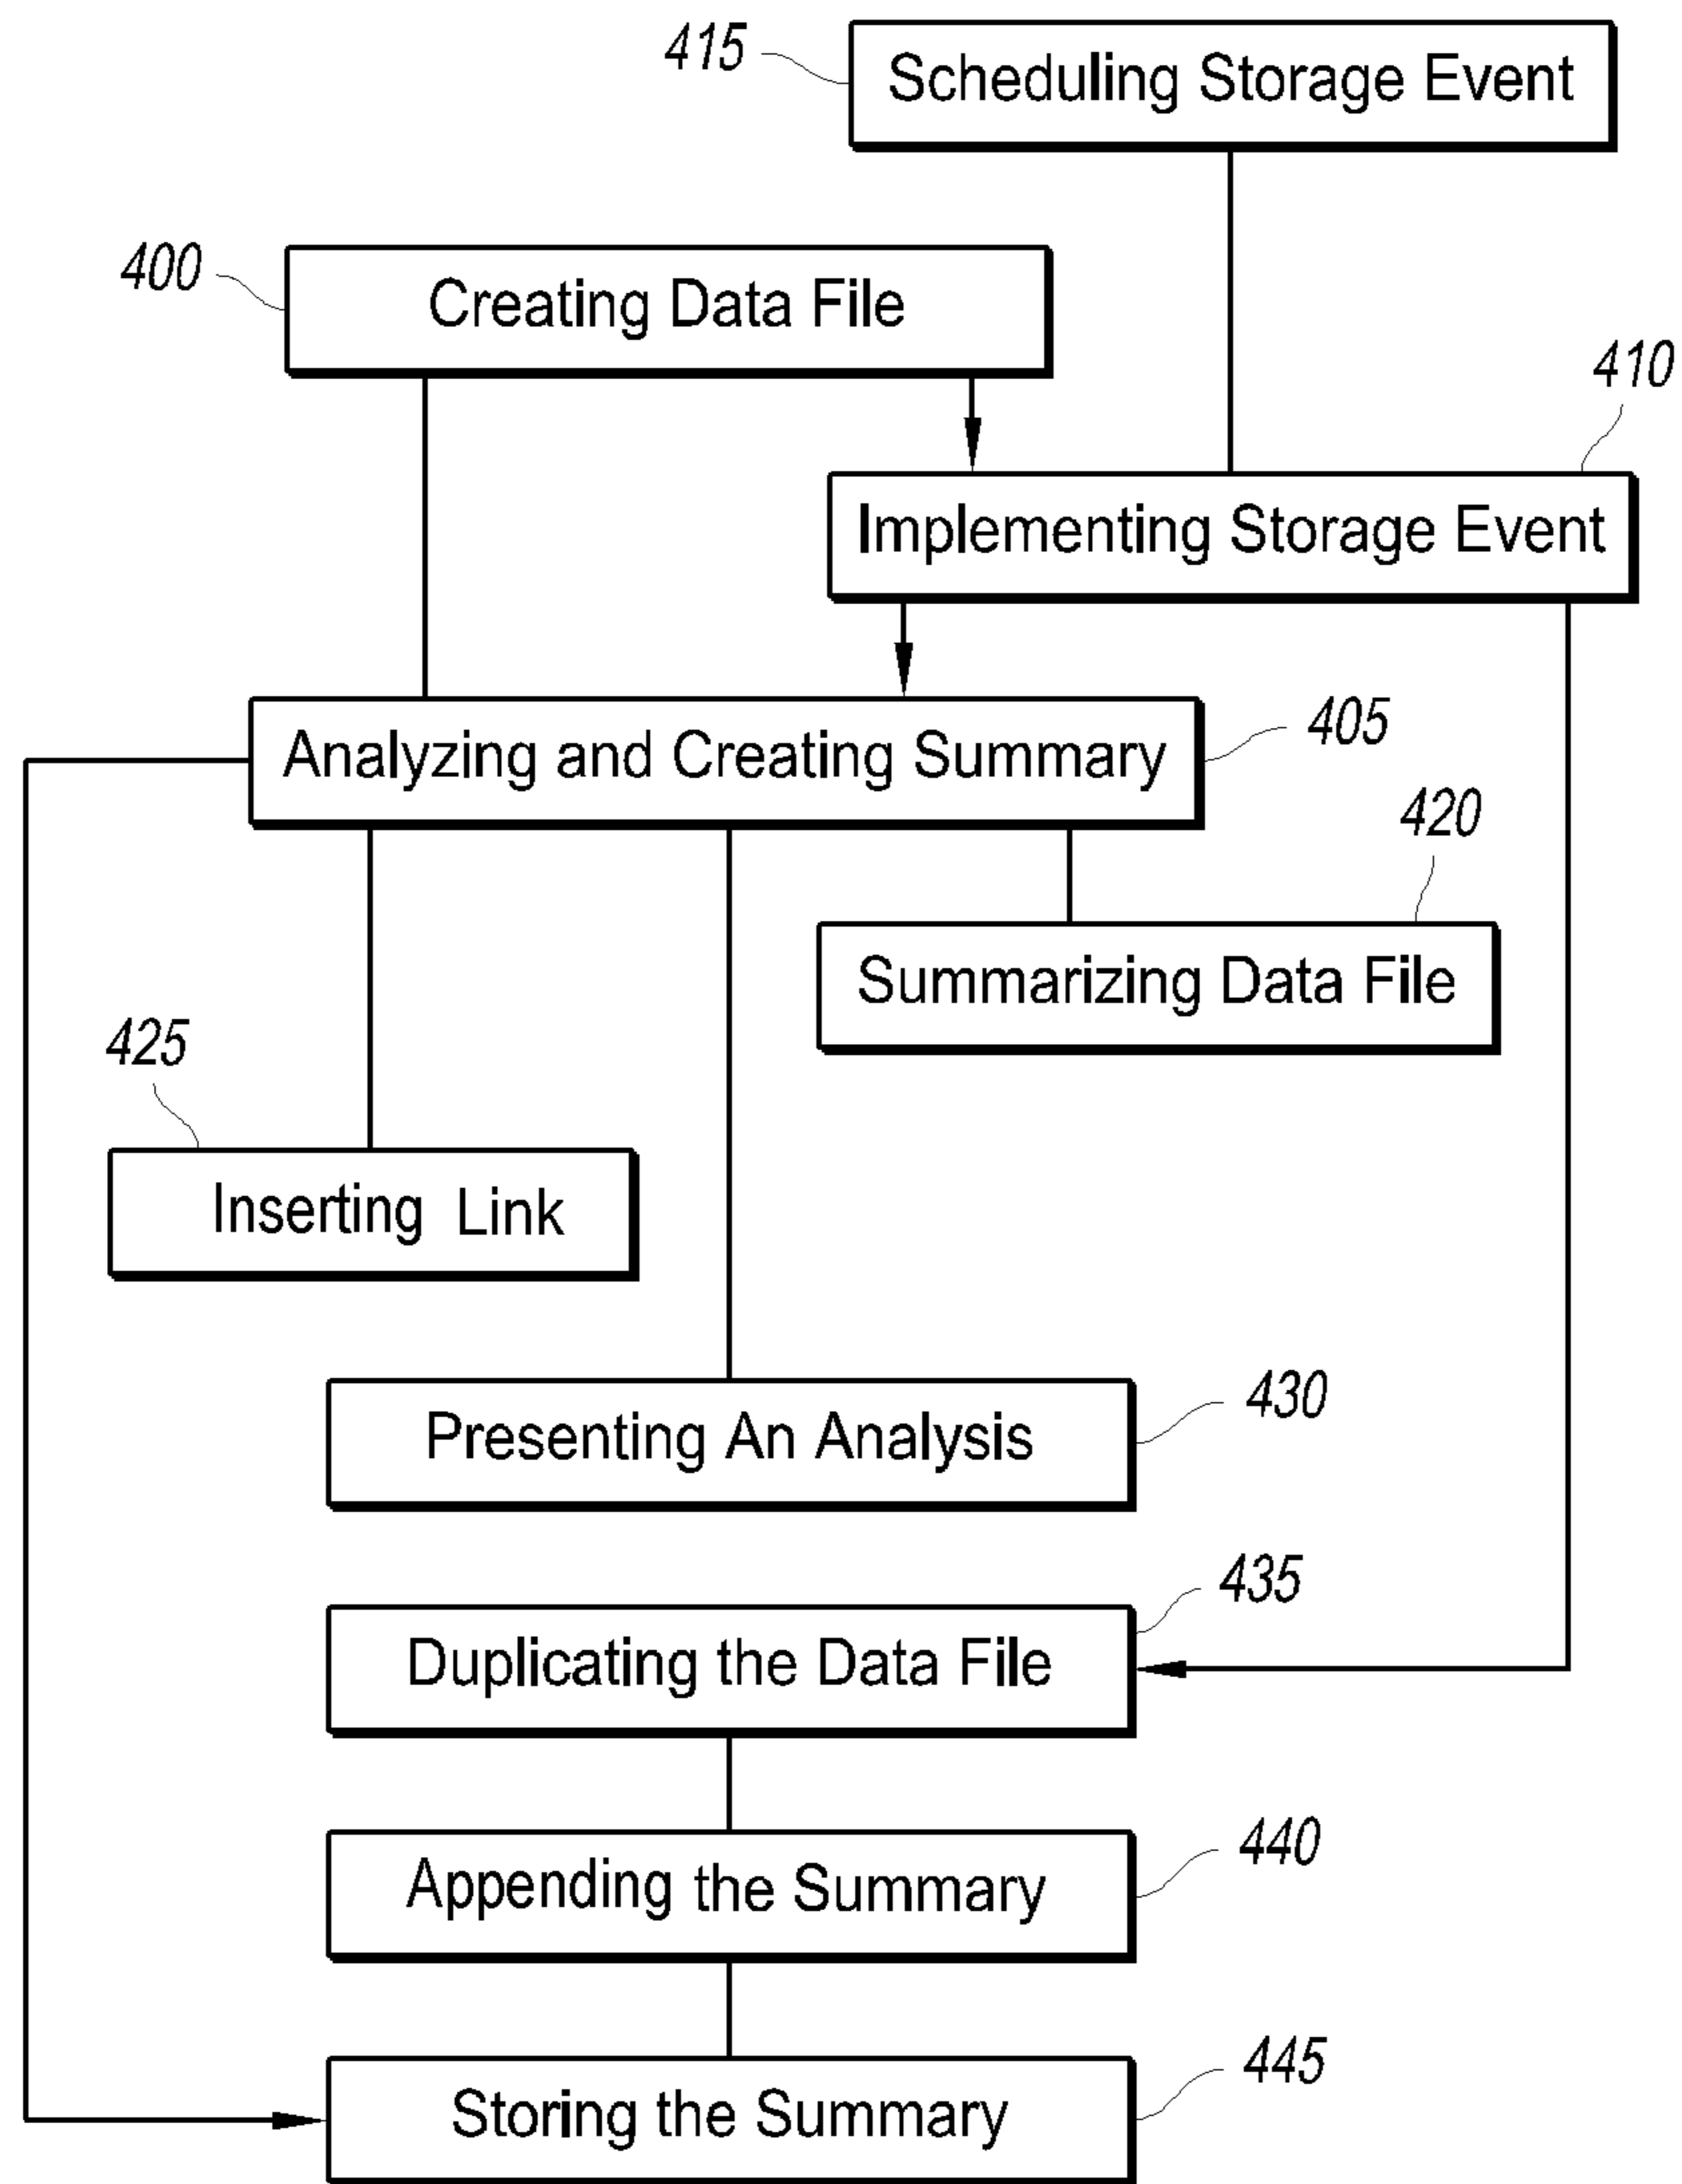 415
Scheduling Storage Event
400
Creating Data File
410
Implementing Storage Event
Analyzing and Creating Summary
405
420
Summarizing Data File
425
Inserting Link
Presenting An Analysis
430
435
Duplicating the Data File
Appending the Summary
440
Storing the Summary
445